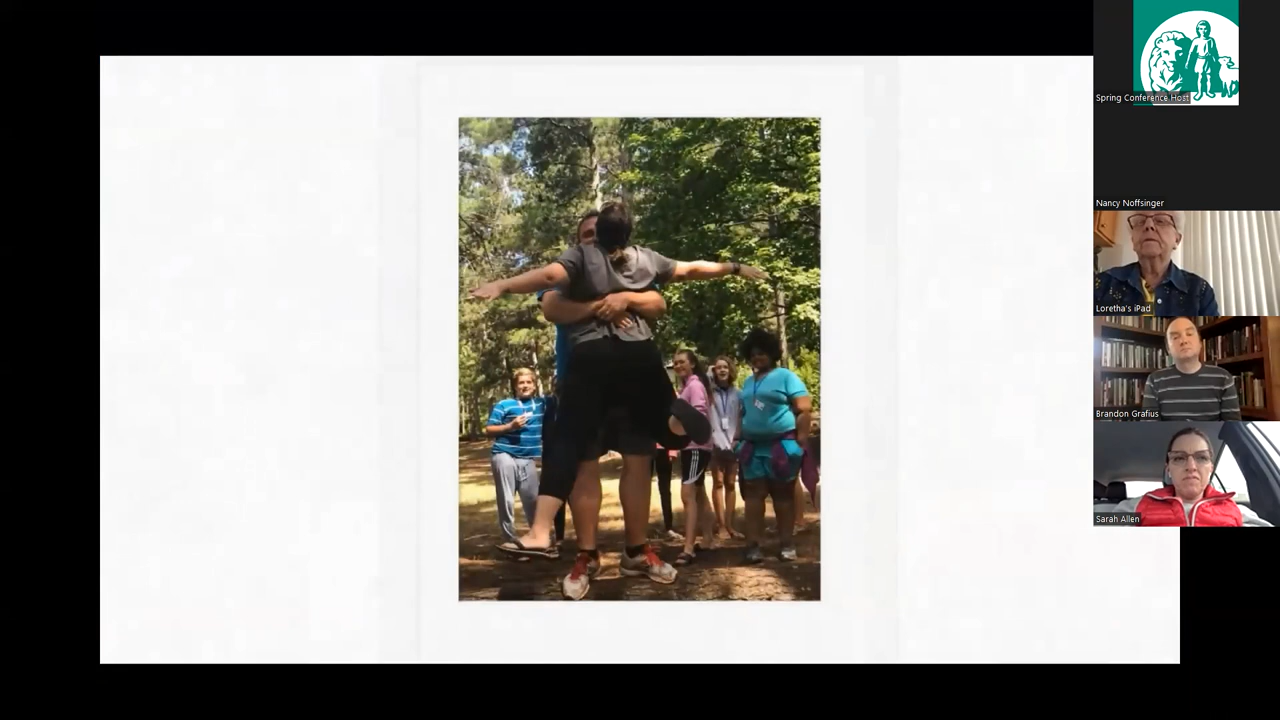 Spring Conference Host
Nancy Noffsinger
Loretha's iPad
Brandon Grafius
Sarah Allen